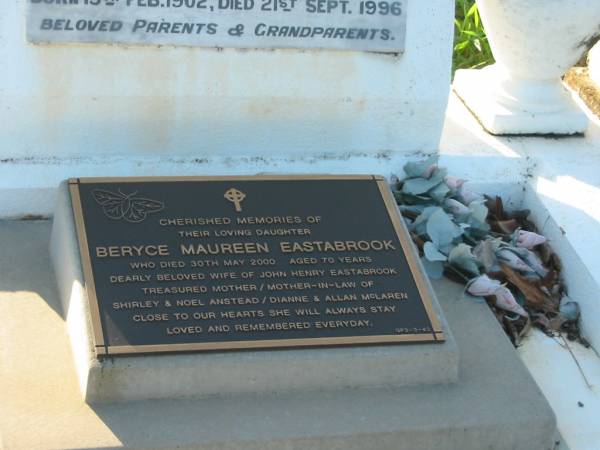 FEB. 1902, DIED 21ST SEPT. 1996
BELOVED PARENTS & GRANDPARENTS.
CHERISHED MEMORIES OF
THEIR LOVING DAUGHTER
BERYCE MAUREEN EASTABROOK
WHO DIED 30TH MAY 2000 AGED 70 YEARS
DEARLY BELOVED WIFE OF JOHN HENRY EASTABROOK
TREASURED MOTHER / MOTHER-IN-LAW OF
SHIRLEY & NOEL ANSTEAD / DIANNE & ALLAN McLAREN
CLOSE TO OUR HEARTS SHE WILL ALWAYS STAY
LOVED AND REMEMBERED EVERYDAY.